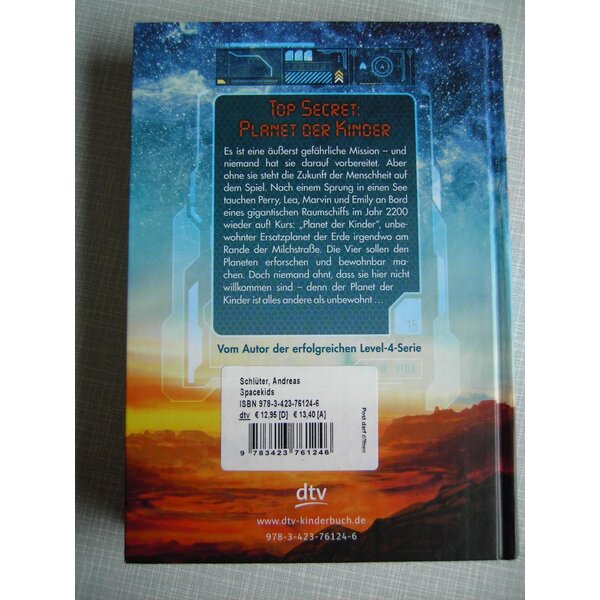 Top Secret:
Planet der Kinder
Es ist eine äußerst gefährliche Mission – und
niemand hat sie darauf vorbereitet. Aber
ohne sie steht die Zukunft der Menschheit auf
dem Spiel. Nach einem Sprung in einen See
tauchen Perry, Lea, Marvin und Emily an Bord
eines gigantischen Raumschiffs im Jahr 2200
wieder auf! Kurs: „Planet der Kinder“, unbe-
wohnter Ersatzplanet der Erde irgendwo am
Rande der Milchstraße. Die Vier sollen den
Planeten erforschen und bewohnbar ma-
chen. Doch niemand ahnt, dass sie hier nicht
willkommen sind – denn der Planet der
Kinder ist alles andere als unbewohnt ...
15
Vom Autor der erfolgreichen Level-4-Serie
Schlüter, Andreas
Spacekids
ISBN 978-3-423-76124-6
dtv € 12,95 [D] € 13,40 [A]
Post darf öffnen
9 783423 761246
dtv
www.dtv-kinderbuch.de
978-3-423-76124-6